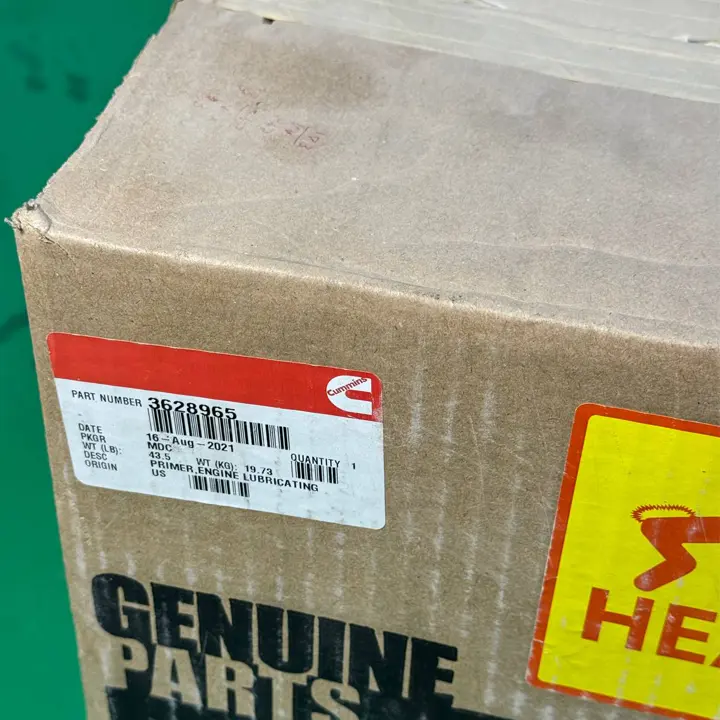 Cummins
PART NUMBER 3628965
DATE 16-Aug-2021
PKGR MDC
WT (LB): 43.5 WT (KG): 19.73 QUANTITY 1
DESC PRIMER,ENGINE LUBRICATING
ORIGIN US
GENUINE
PARTS
HEA